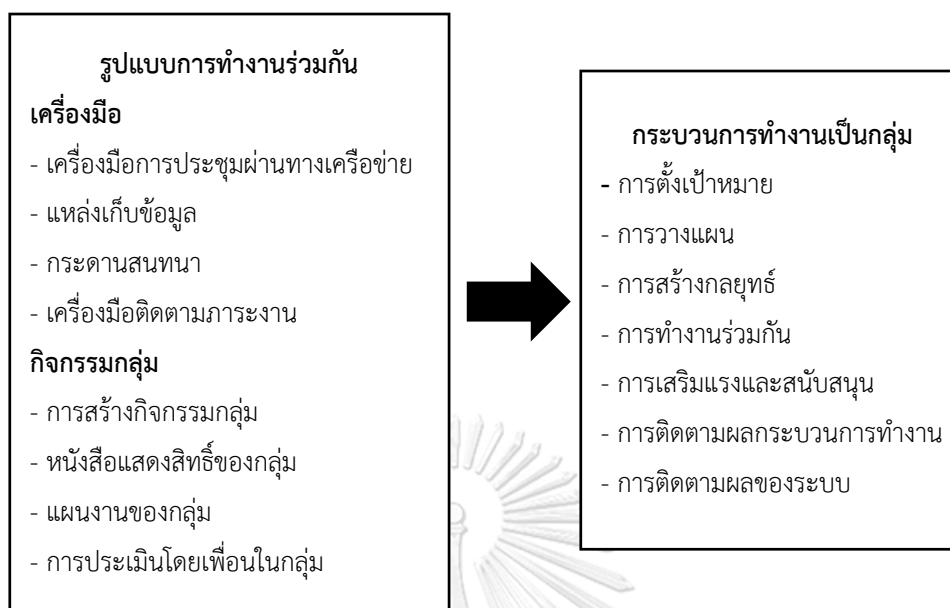 รูปแบบการทำงานร่วมกัน
เครื่องมือ
- เครื่องมือการประชุมผ่านทางเครือข่าย
- แหล่งเก็บข้อมูล
- กระดานสนทนา
- เครื่องมือติดตามภาระงาน
กิจกรรมกลุ่ม
- การสร้างกิจกรรมกลุ่ม
- หนังสือแสดงสิทธิ์ของกลุ่ม
- แผนงานของกลุ่ม
- การประเมินโดยเพื่อนในกลุ่ม
กระบวนการทำงานเป็นกลุ่ม
- การตั้งเป้าหมาย
- การวางแผน
- การสร้างกลยุทธ์
- การทำงานร่วมกัน
- การเสริมแรงและสนับสนุน
- การติดตามผลกระบวนการทำงาน
- การติดตามผลของระบบ